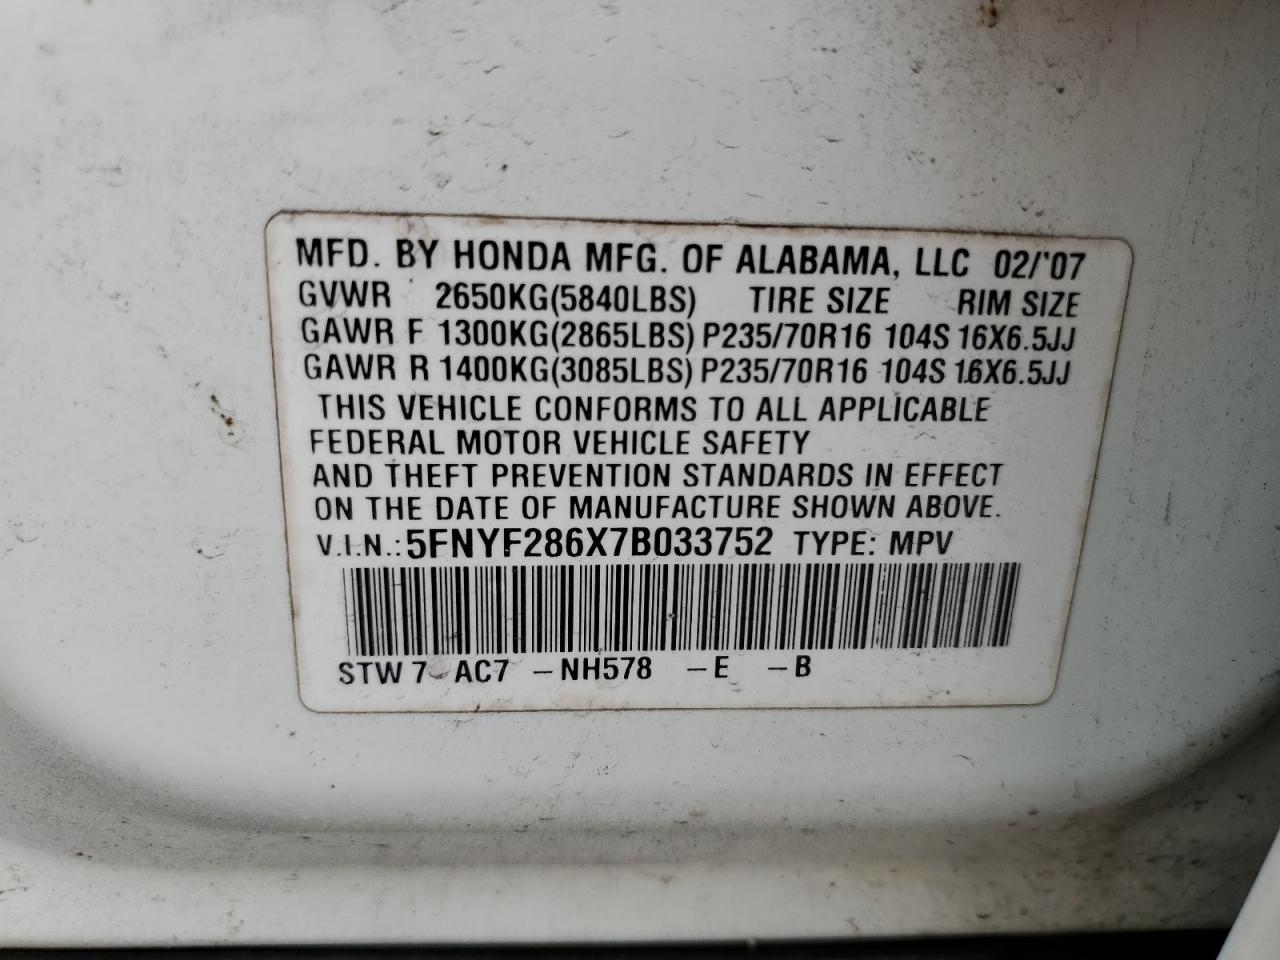 MFD. BY HONDA MFG. OF ALABAMA, LLC 02/'07
GVWR 2650KG(5840LBS) TIRE SIZE RIM SIZE
GAWR F 1300KG(2865LBS) P235/70R16 104S 16X6.5JJ
GAWR R 1400KG(3085LBS) P235/70R16 104S 16X6.5JJ
THIS VEHICLE CONFORMS TO ALL APPLICABLE
FEDERAL MOTOR VEHICLE SAFETY
AND THEFT PREVENTION STANDARDS IN EFFECT
ON THE DATE OF MANUFACTURE SHOWN ABOVE.
V.I.N.: 5FNYF286X7B033752 TYPE: MPV
STW7 AC7 –NH578 –E –B